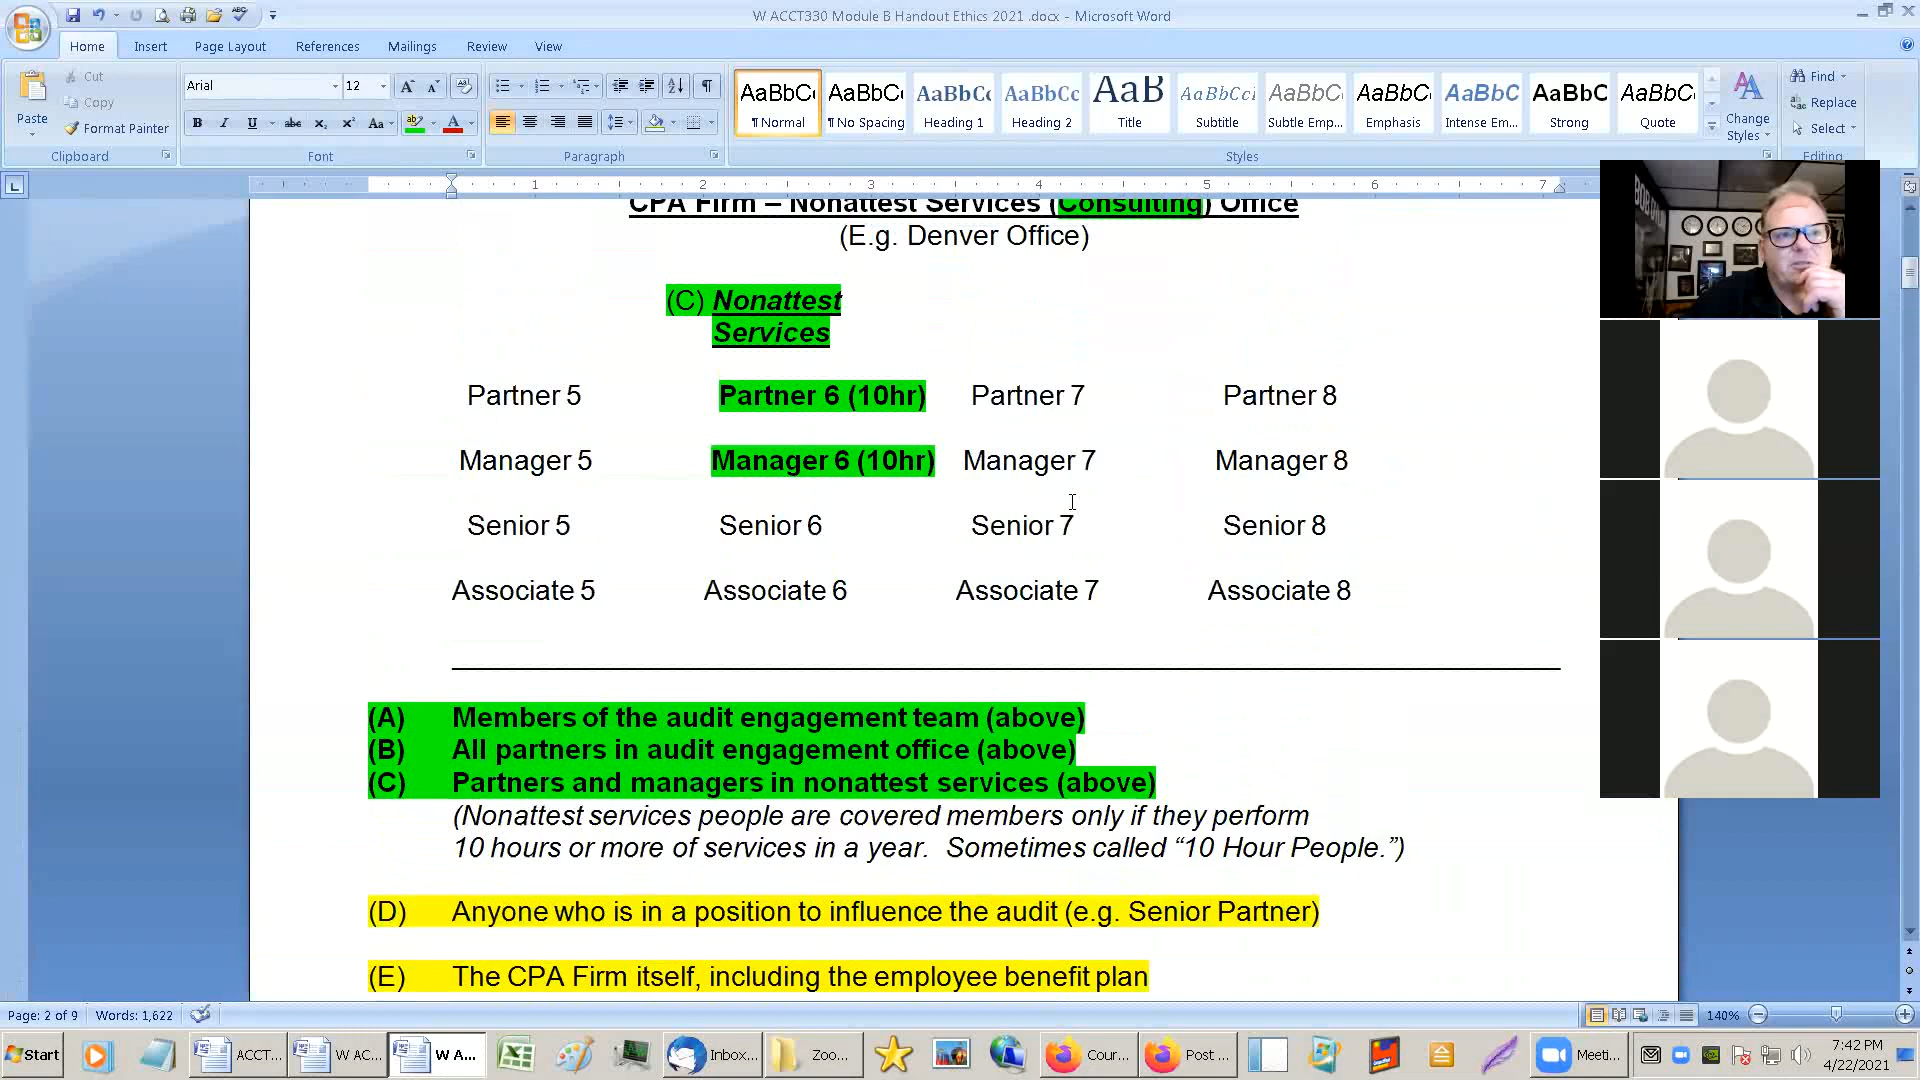 W ACCT330 Module B Handout Ethics 2021 .docx - Microsoft Word
Home Insert Page Layout References Mailings Review View
Paste
Cut
Copy
Format Painter
Clipboard
Arial 12
Font
Paragraph
AaBbCc AaBbCc AaBbCc AaBbCc AaB AaBbCci AaBbCc AaBbCc AaBbC AaBbC AaBbC
¶ Normal ¶ No Spacing Heading 1 Heading 2 Title Subtitle Subtle Emp... Emphasis Intense Em... Strong Quote
Styles
Change Styles
Find
Replace
Select
Editing
1 2 3 4 5 6 7
CPA Firm – Nonattest Services (Consulting) Office
(E.g. Denver Office)
(C) Nonattest
Services
Partner 5 Partner 6 (10hr) Partner 7 Partner 8
Manager 5 Manager 6 (10hr) Manager 7 Manager 8
Senior 5 Senior 6 Senior 7 Senior 8
Associate 5 Associate 6 Associate 7 Associate 8
(A) Members of the audit engagement team (above)
(B) All partners in audit engagement office (above)
(C) Partners and managers in nonattest services (above)
(Nonattest services people are covered members only if they perform
10 hours or more of services in a year. Sometimes called “10 Hour People.”)
(D) Anyone who is in a position to influence the audit (e.g. Senior Partner)
(E) The CPA Firm itself, including the employee benefit plan
Page: 2 of 9 Words: 1,622
140%
Start ACCT... W AC... W A... Inbox... Zoo... Cour... Post ... Meeti...
7:42 PM
4/22/2021